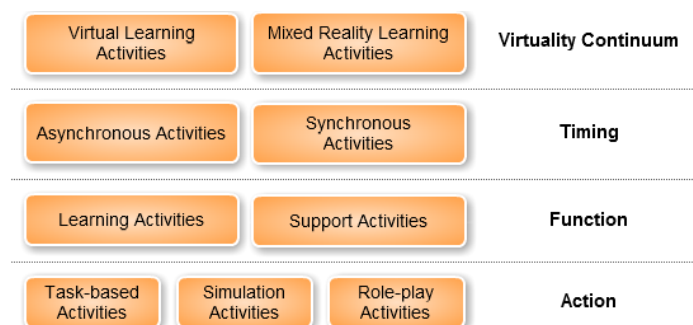 Virtual Learning
Activities
Mixed Reality Learning
Activities
Virtuality Continuum
Asynchronous Activities
Synchronous
Activities
Timing
Learning Activities
Support Activities
Function
Task-based
Activities
Simulation
Activities
Role-play
Activities
Action